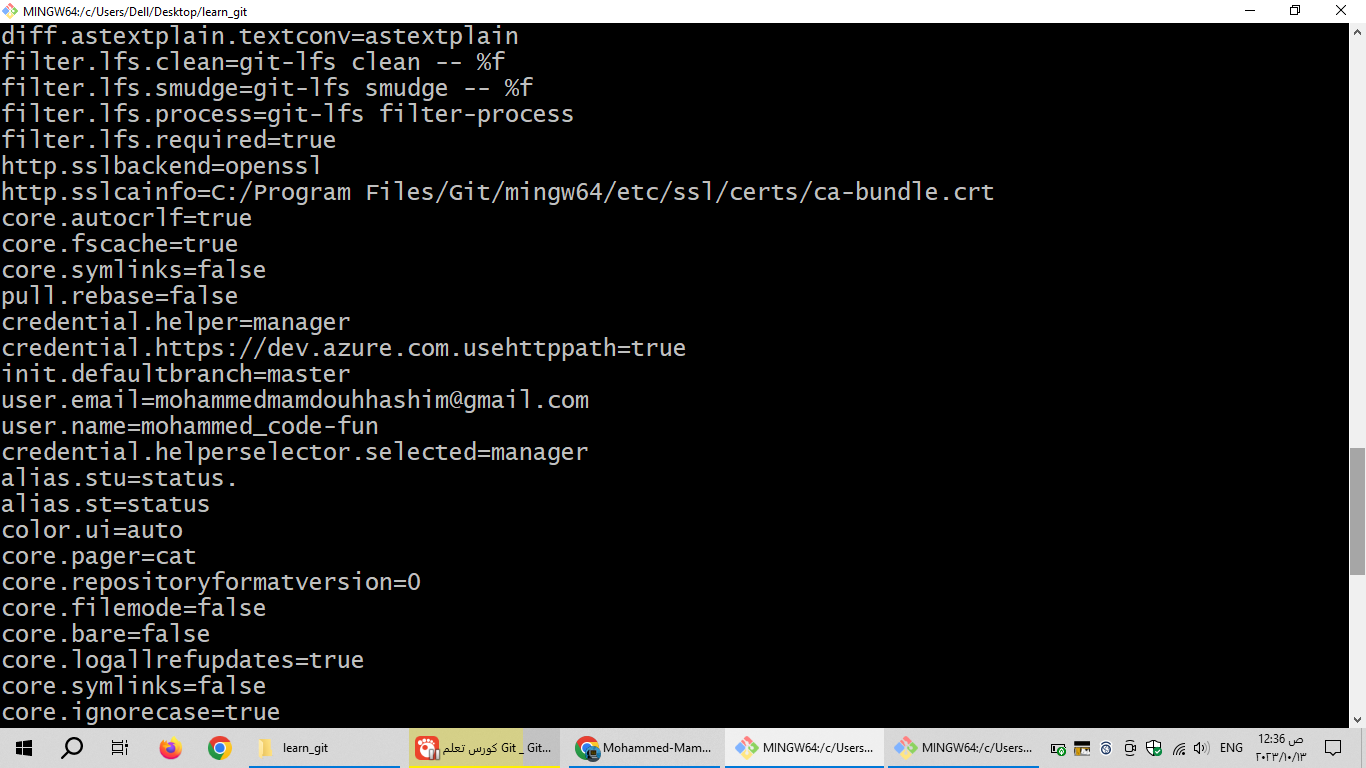 MINGW64:/c/Users/Dell/Desktop/learn_git
diff.astextplain.textconv=astextplain
filter.lfs.clean=git-lfs clean -- %f
filter.lfs.smudge=git-lfs smudge -- %f
filter.lfs.process=git-lfs filter-process
filter.lfs.required=true
http.sslbackend=openssl
http.sslcainfo=C:/Program Files/Git/mingw64/etc/ssl/certs/ca-bundle.crt
core.autocrlf=true
core.fscache=true
core.symlinks=false
pull.rebase=false
credential.helper=manager
credential.https://dev.azure.com.usehttppath=true
init.defaultbranch=master
user.email=mohammedmamdouhhashim@gmail.com
user.name=mohammed_code-fun
credential.helperselector.selected=manager
alias.stu=status.
alias.st=status
color.ui=auto
core.pager=cat
core.repositoryformatversion=0
core.filemode=false
core.bare=false
core.logallrefupdates=true
core.symlinks=false
core.ignorecase=true
learn_git
كورس تعلم Git _ Git...
Mohammed-Mam...
MINGW64:/c/Users...
MINGW64:/c/Users...
ENG
12:36 ص
٢٠٢٣/١٠/١٣